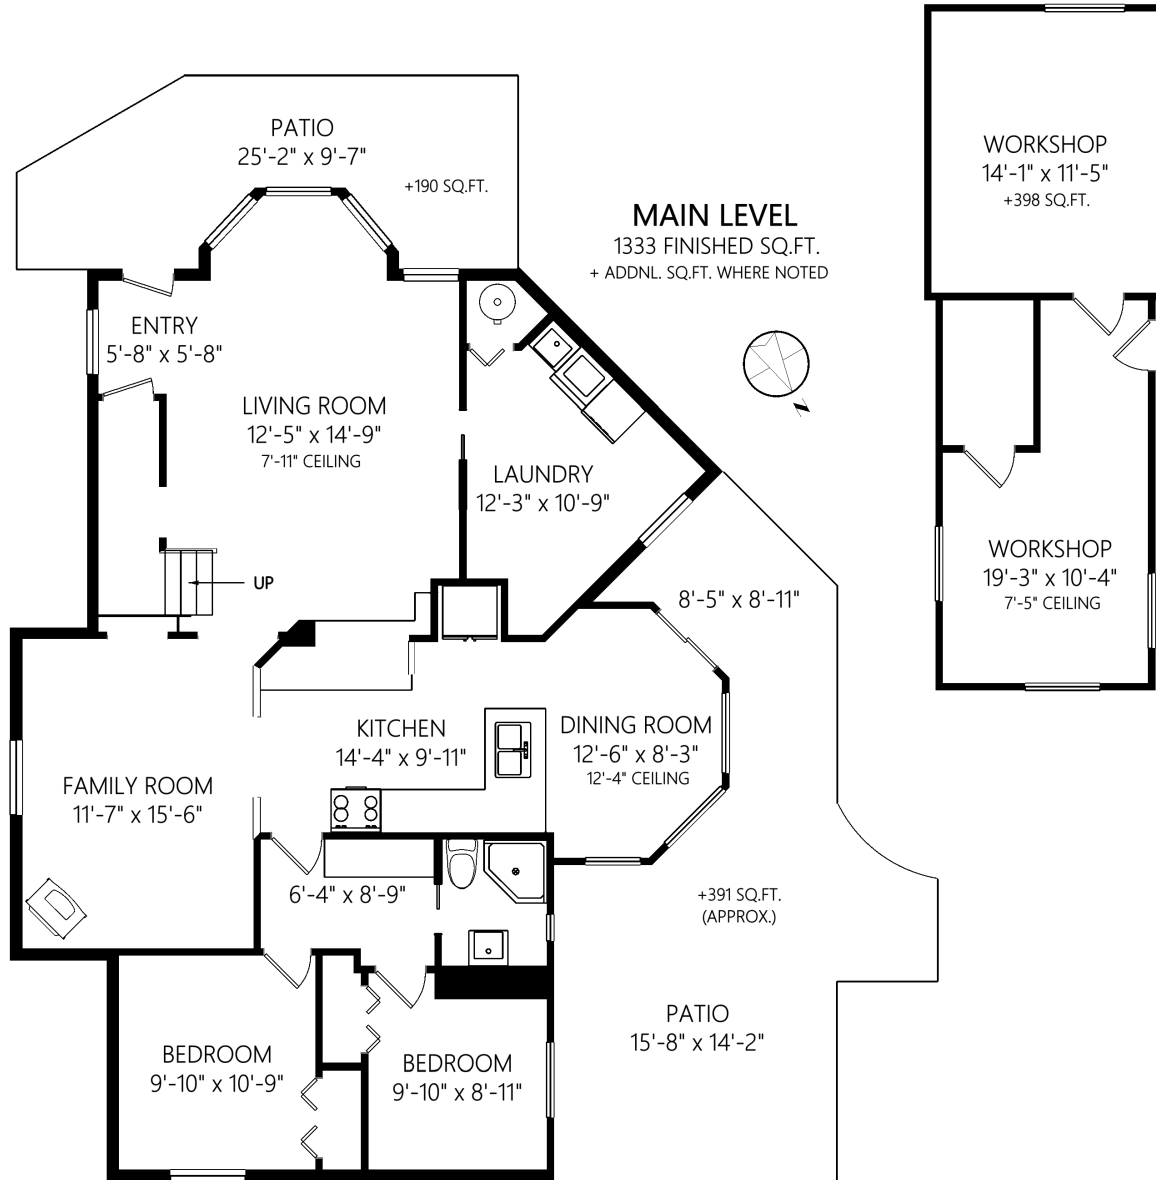 PATIO
25'-2" x 9'-7"
+190 SQ.FT.
WORKSHOP
14'-1" x 11'-5"
+398 SQ.FT.
MAIN LEVEL
1333 FINISHED SQ.FT.
+ ADDNL. SQ.FT. WHERE NOTED
ENTRY
5'-8" x 5'-8"
N
LIVING ROOM
12'-5" x 14'-9"
7'-11" CEILING
LAUNDRY
12'-3" x 10'-9"
WORKSHOP
19'-3" x 10'-4"
7'-5" CEILING
UP
8'-5" x 8'-11"
KITCHEN
14'-4" x 9'-11"
DINING ROOM
12'-6" x 8'-3"
12'-4" CEILING
FAMILY ROOM
11'-7" x 15'-6"
6'-4" x 8'-9"
+391 SQ.FT.
(APPROX.)
PATIO
15'-8" x 14'-2"
BEDROOM
9'-10" x 10'-9"
BEDROOM
9'-10" x 8'-11"